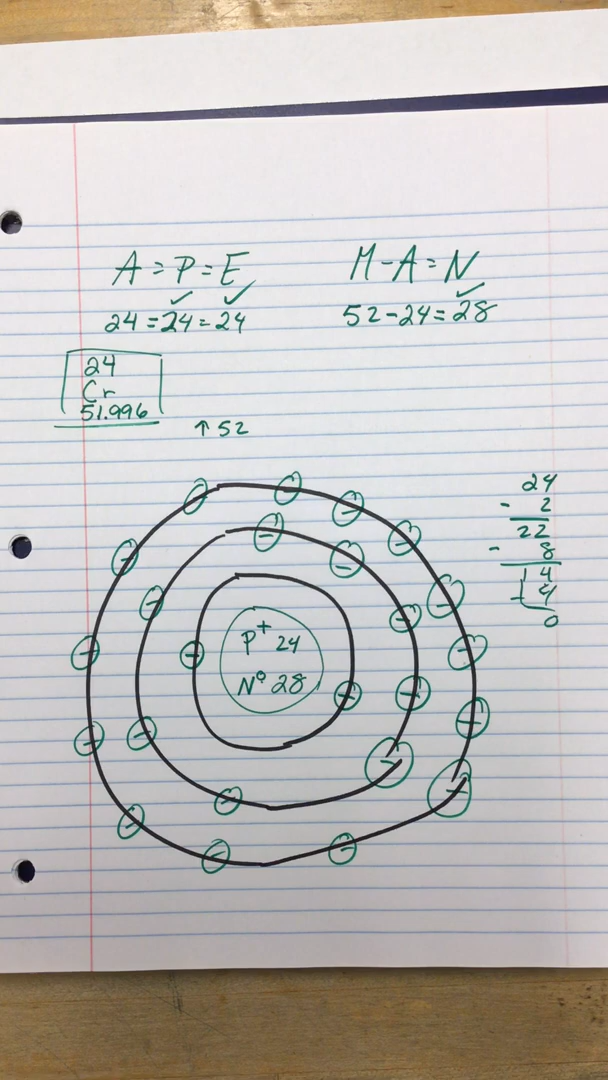 A = P = E
24 = 24 = 24
M - A = N
52 - 24 = 28
24
Cr
51.996
↑ 52
24
- 2
22
- 8
14
- 4
0
P+ 24
N° 28